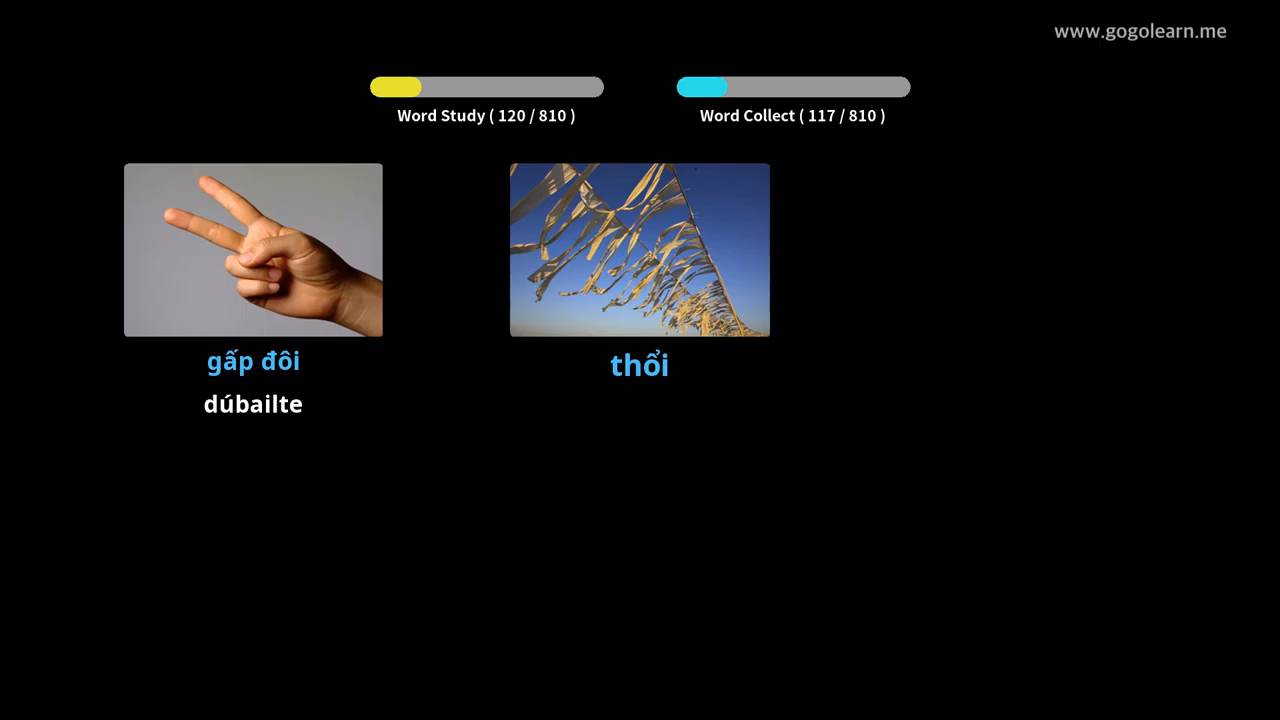 www.gogolearn.me
Word Study ( 120 / 810 )
Word Collect ( 117 / 810 )
gấp đôi
dúbailte
thổi